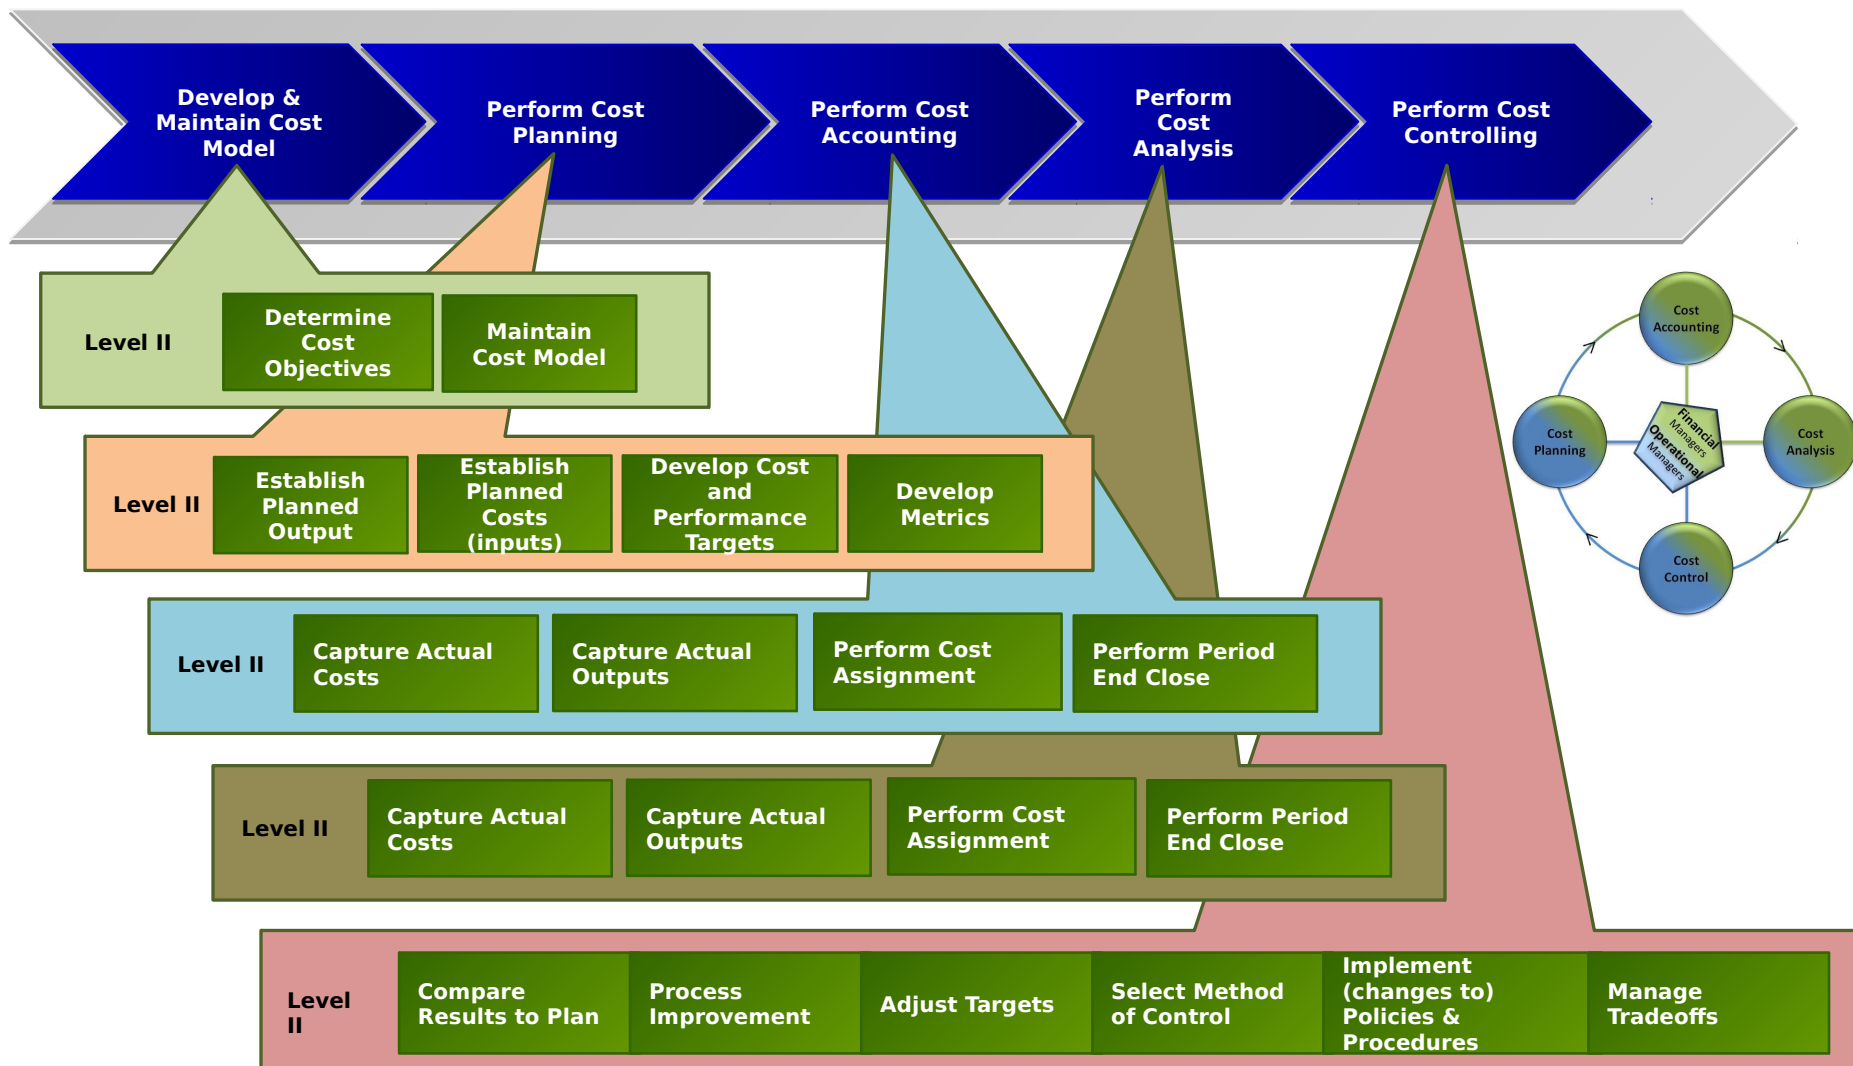 Develop &
Maintain Cost
Model
Perform Cost
Planning
Perform Cost
Accounting
Perform
Cost
Analysis
Perform Cost
Controlling
Level II
Determine
Cost
Objectives
Maintain
Cost Model
Level II
Establish
Planned
Output
Establish
Planned
Costs
(inputs)
Develop Cost
and
Performance
Targets
Develop
Metrics
Cost
Accounting
Cost
Planning
Financial
Managers
Operational
Managers
Cost
Analysis
Cost
Control
Level II
Capture Actual
Costs
Capture Actual
Outputs
Perform Cost
Assignment
Perform Period
End Close
Level II
Capture Actual
Costs
Capture Actual
Outputs
Perform Cost
Assignment
Perform Period
End Close
Level
II
Compare
Results to Plan
Process
Improvement
Adjust Targets
Select Method
of Control
Implement
(changes to)
Policies &
Procedures
Manage
Tradeoffs